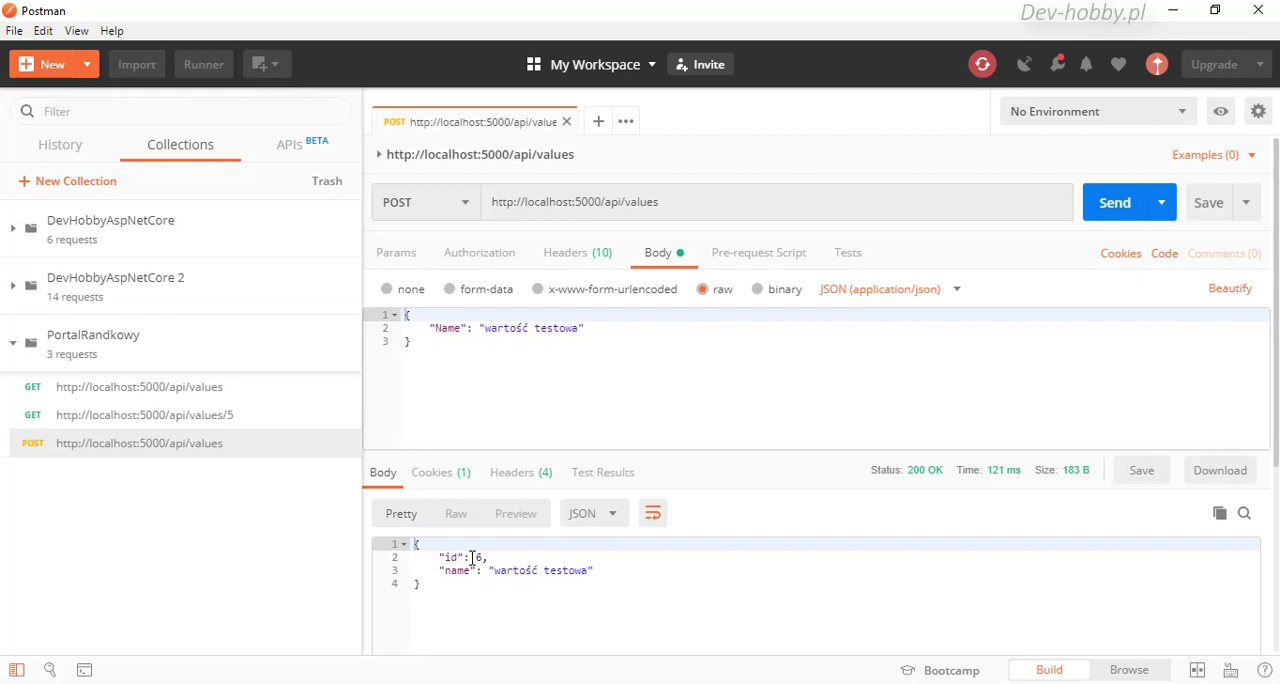 Postman
Dev-hobby.pl
File Edit View Help
New Import Runner My Workspace Invite Upgrade
Filter
History Collections APIs BETA
New Collection Trash
DevHobbyAspNetCore
6 requests
DevHobbyAspNetCore 2
14 requests
PortalRandkowy
3 requests
GET http://localhost:5000/api/values
GET http://localhost:5000/api/values/5
POST http://localhost:5000/api/values
POST http://localhost:5000/api/value
No Environment
http://localhost:5000/api/values Examples (0)
POST http://localhost:5000/api/values Send Save
Params Authorization Headers (10) Body Pre-request Script Tests Cookies Code Comments (0)
none form-data x-www-form-urlencoded raw binary JSON (application/json) Beautify
1 {
2 "Name": "wartość testowa"
3 }
Body Cookies (1) Headers (4) Test Results Status: 200 OK Time: 121 ms Size: 183 B Save Download
Pretty Raw Preview JSON
1 {
2 "id": 6,
3 "name": "wartość testowa"
4 }
Bootcamp Build Browse